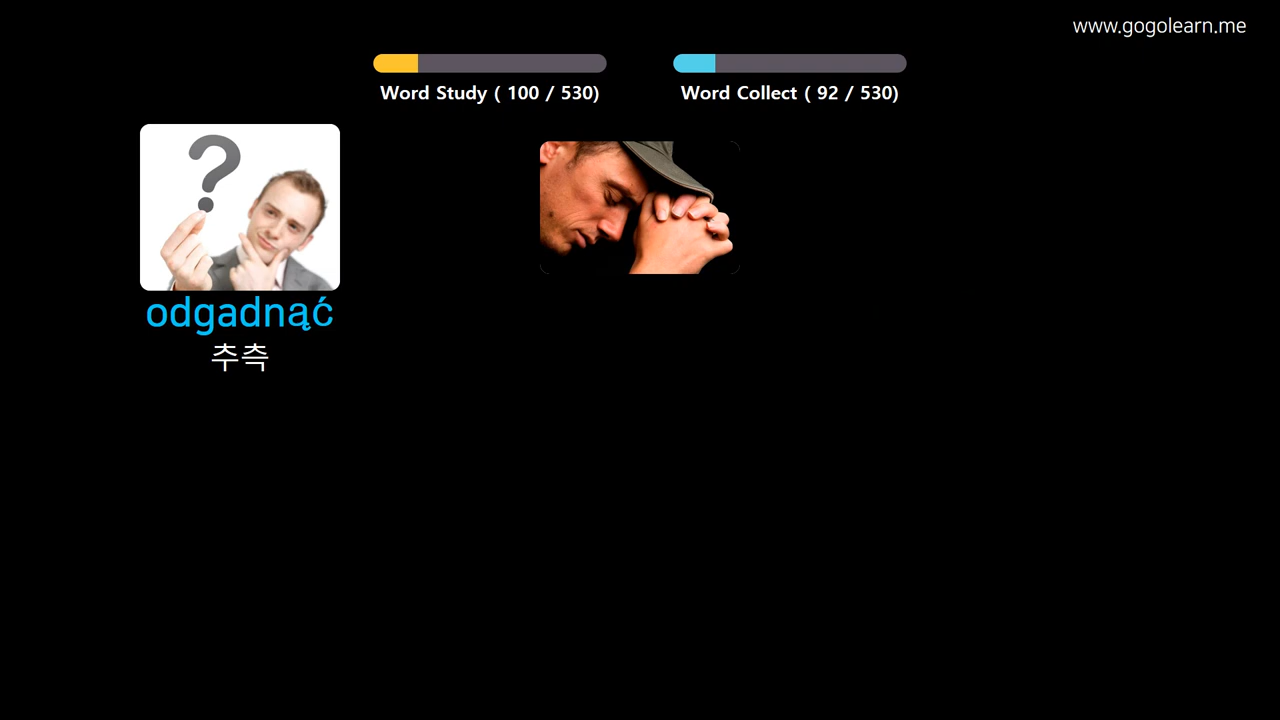 www.gogolearn.me
Word Study ( 100 / 530)
Word Collect ( 92 / 530)
?
odgadnąć
추측